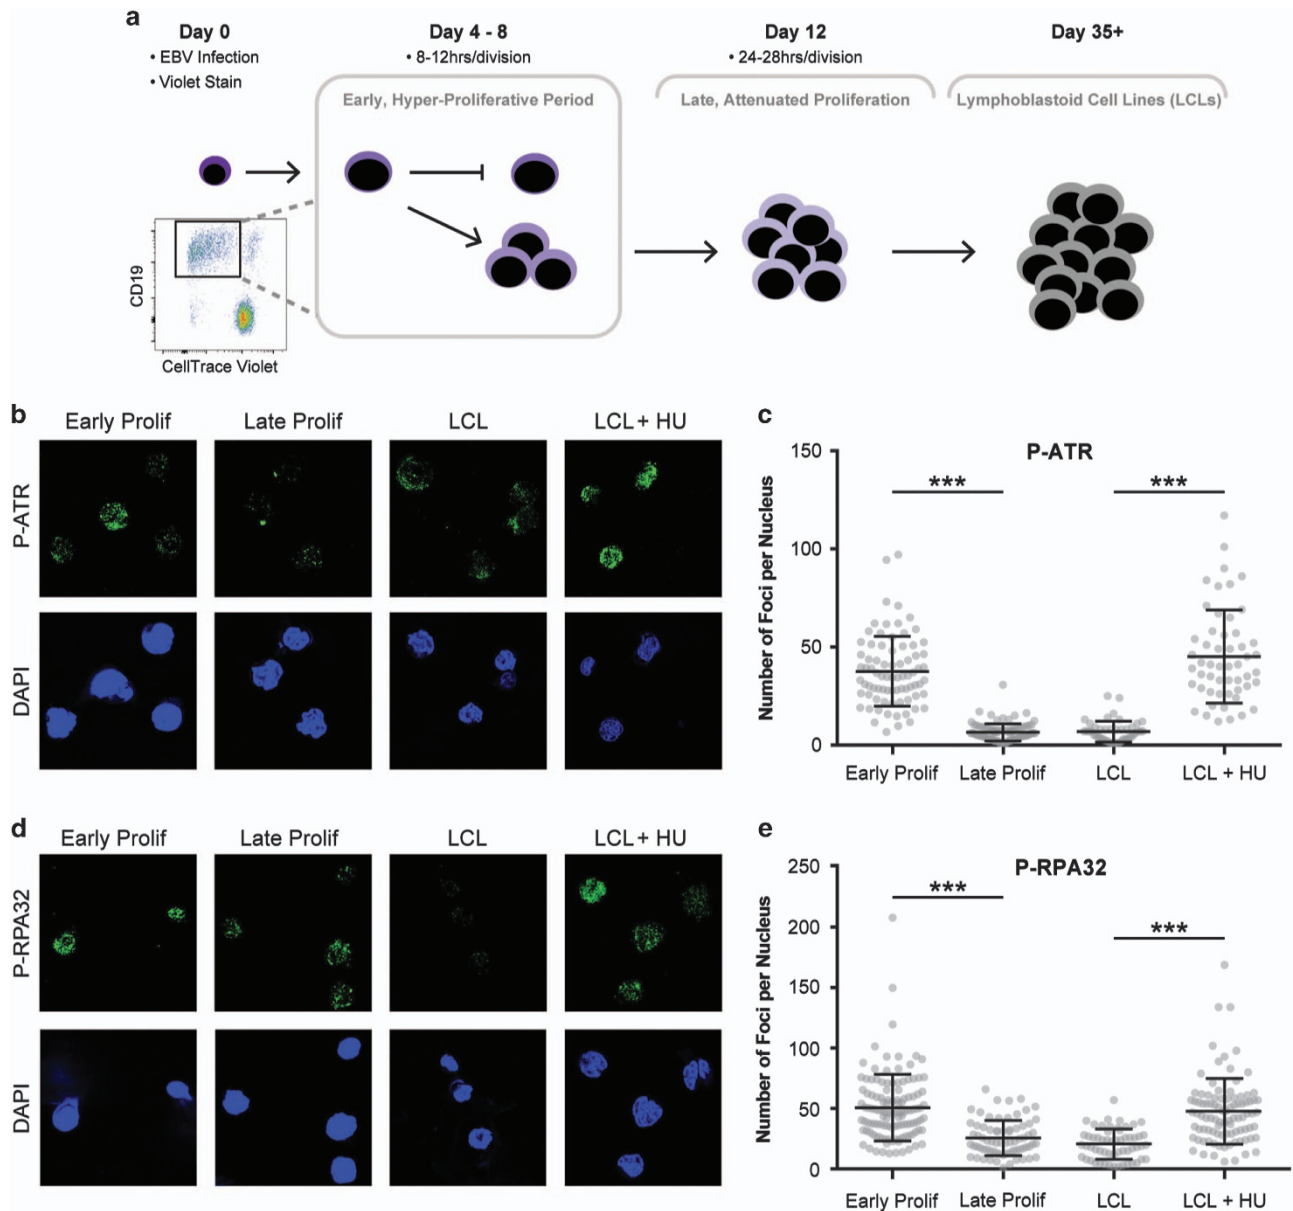 a
Day 0
• EBV Infection
• Violet Stain
Day 4 - 8
• 8-12hrs/division
Day 12
• 24-28hrs/division
Day 35+
Early, Hyper-Proliferative Period
Late, Attenuated Proliferation
Lymphoblastoid Cell Lines (LCLs)
CD19
CellTrace Violet
b
Early Prolif
Late Prolif
LCL
LCL + HU
P-ATR
DAPI
c
P-ATR
Number of Foci per Nucleus
150
100
50
0
***
***
Early Prolif
Late Prolif
LCL
LCL + HU
d
Early Prolif
Late Prolif
LCL
LCL + HU
P-RPA32
DAPI
e
P-RPA32
Number of Foci per Nucleus
250
200
150
100
50
0
***
***
Early Prolif
Late Prolif
LCL
LCL + HU